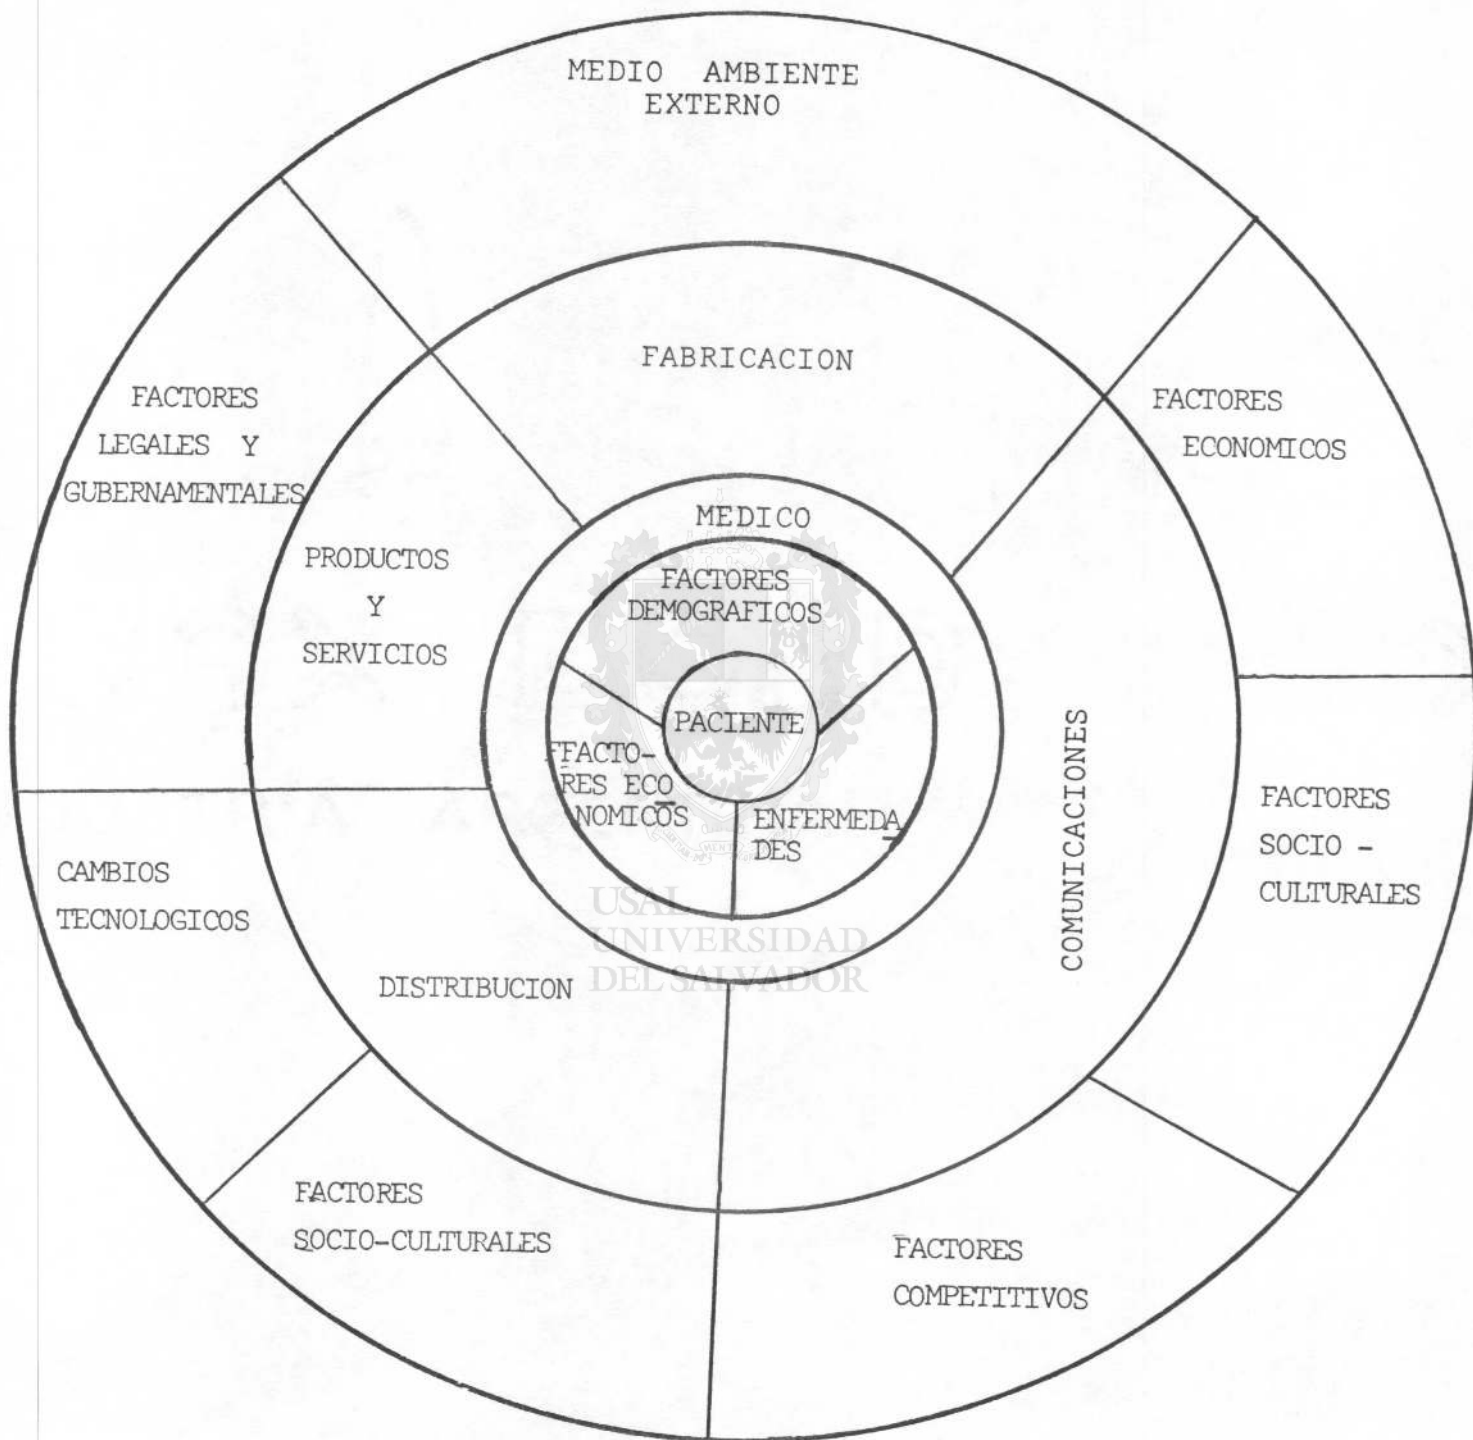 MEDIO AMBIENTE
EXTERNO
FABRICACION
FACTORES
LEGALES Y
GUBERNAMENTALES
FACTORES
ECONOMICOS
MEDICO
PRODUCTOS
Y
SERVICIOS
FACTORES
DEMOGRAFICOS
PACIENTE
FFACTO-
RES ECO
NOMICOS
ENFERMEDA
DES
COMUNICACIONES
FACTORES
SOCIO -
CULTURALES
CAMBIOS
TECNOLOGICOS
USAL
UNIVERSIDAD
DEL SALVADOR
DISTRIBUCION
FACTORES
SOCIO-CULTURALES
FACTORES
COMPETITIVOS